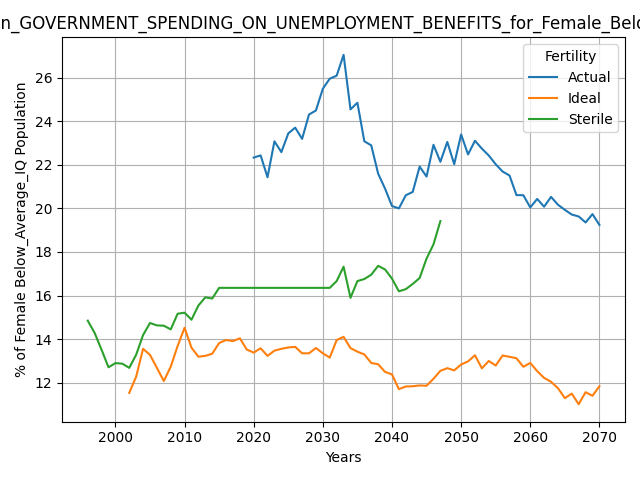 n_GOVERNMENT_SPENDING_ON_UNEMPLOYMENT_BENEFITS_for_Female_Belo
Fertility
Actual
Ideal
Sterile
% of Female Below_Average_IQ Population
26
24
22
20
18
16
14
12
2000 2010 2020 2030 2040 2050 2060 2070
Years